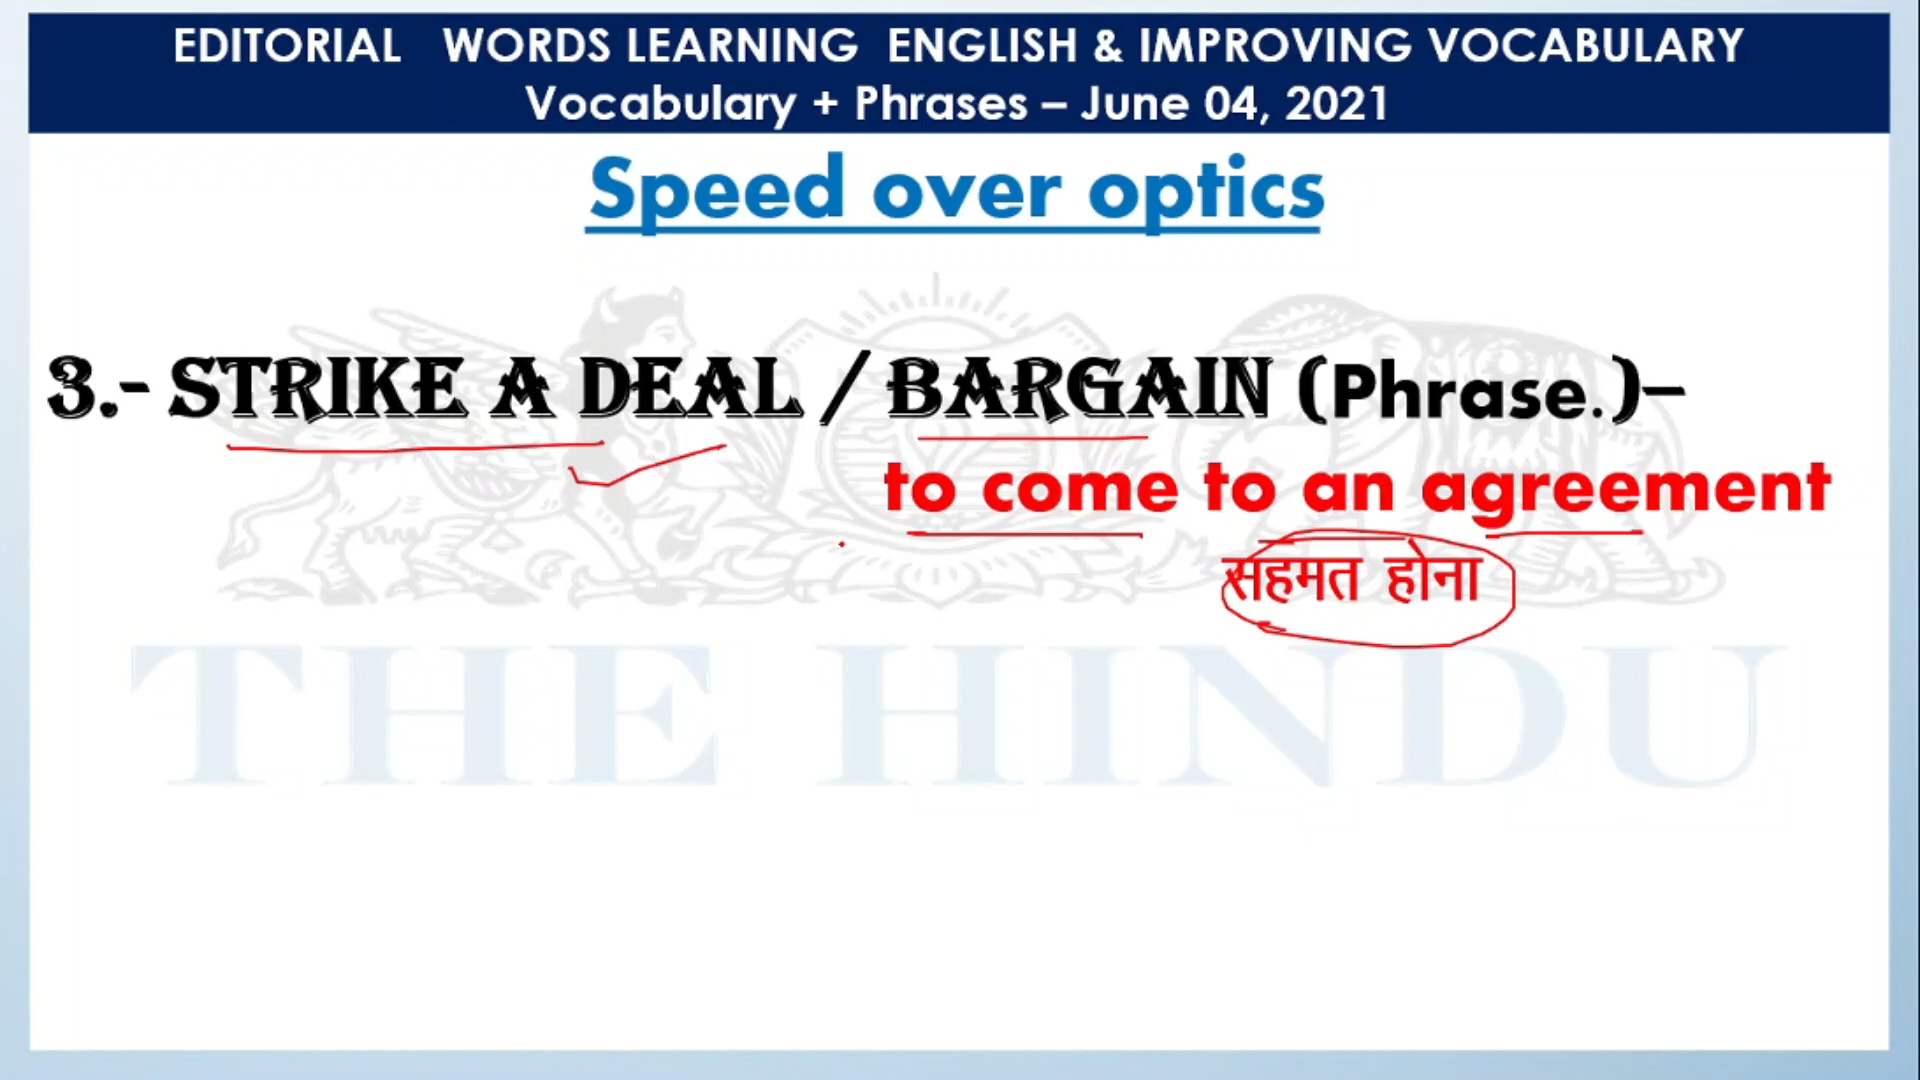 EDITORIAL WORDS LEARNING ENGLISH & IMPROVING VOCABULARY
Vocabulary + Phrases – June 04, 2021
Speed over optics
3.- STRIKE A DEAL / BARGAIN (Phrase.)–
to come to an agreement
सहमत होना
THE HINDU